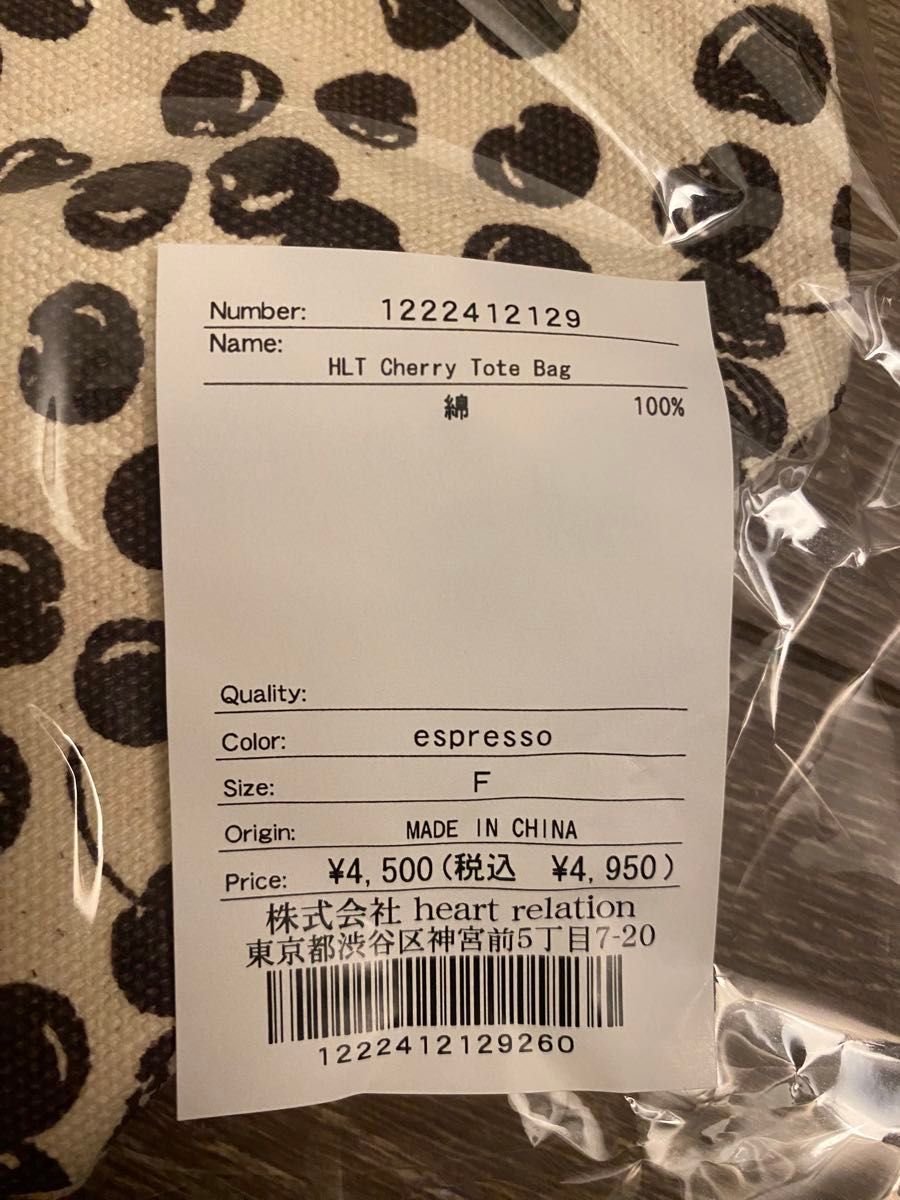 Number: 1222412129
Name:
HLT Cherry Tote Bag
綿 100%
Quality:
Color: espresso
Size: F
Origin: MADE IN CHINA
Price: ¥4,500(税込 ¥4,950)
株式会社 heart relation
東京都渋谷区神宮前5丁目7-20
1222412129260